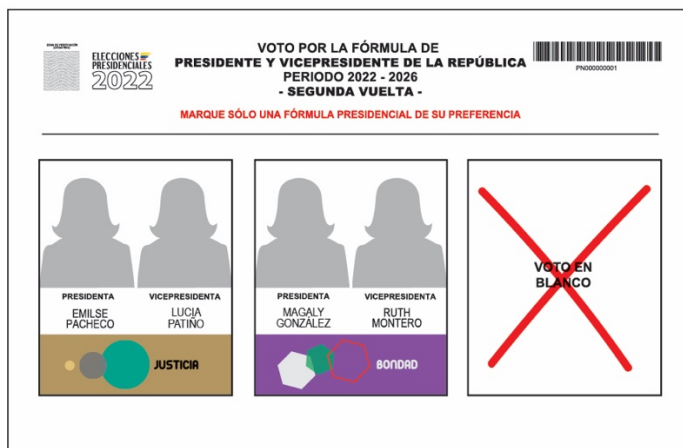 ELECCIONES
PRESIDENCIALES
2022
VOTO POR LA FÓRMULA DE
PRESIDENTE Y VICEPRESIDENTE DE LA REPÚBLICA
PERIODO 2022 - 2026
- SEGUNDA VUELTA -
PN000000001
MARQUE SÓLO UNA FÓRMULA PRESIDENCIAL DE SU PREFERENCIA
PRESIDENTA
EMILSE
PACHECO
VICEPRESIDENTA
LUCIA
PATIÑO
JUSTICIA
PRESIDENTA
MAGALY
GONZÁLEZ
VICEPRESIDENTA
RUTH
MONTERO
BONDAD
VOTO EN
BLANCO